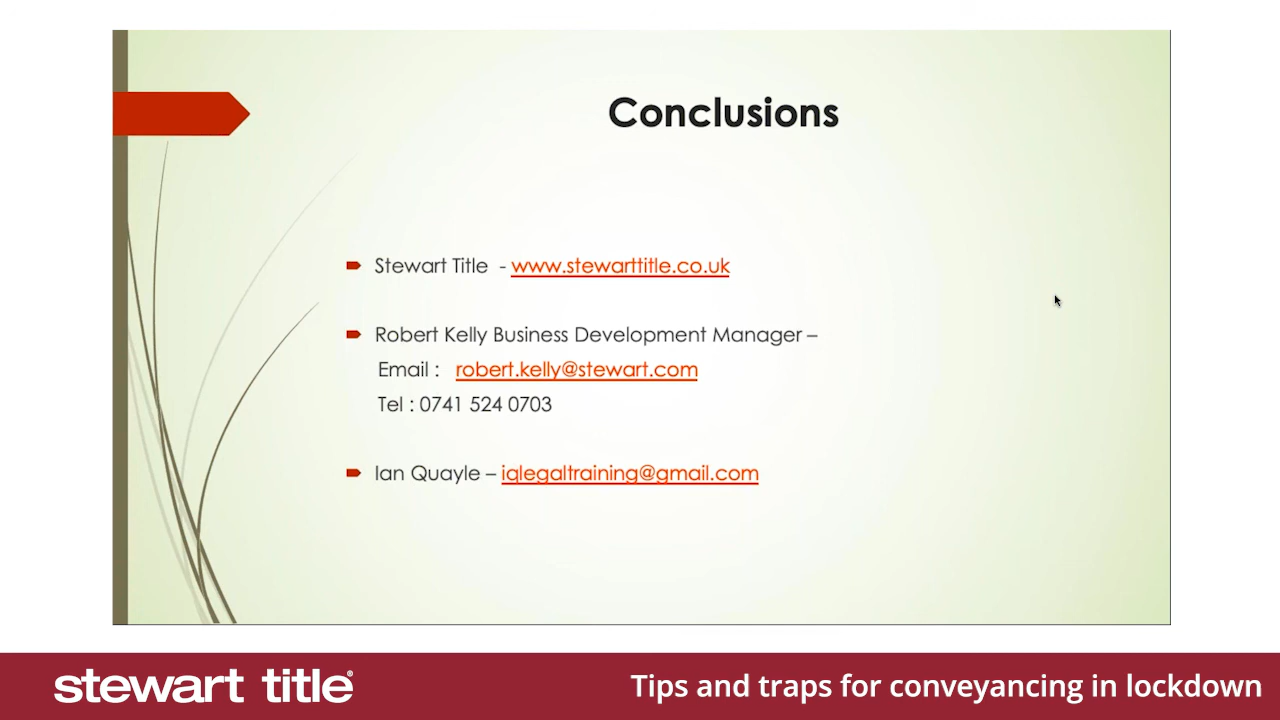 Conclusions
Stewart Title - www.stewarttitle.co.uk
Robert Kelly Business Development Manager –
Email : robert.kelly@stewart.com
Tel : 0741 524 0703
Ian Quayle – iqlegaltraining@gmail.com
stewart title®
Tips and traps for conveyancing in lockdown